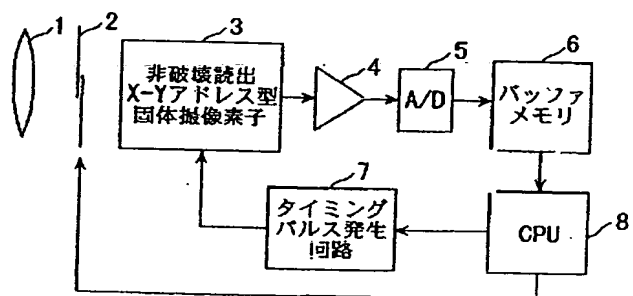 1
2
3
非破壊読出
X-Yアドレス型
固体撮像素子
4
5
A/D
6
バッファ
メモリ
7
タイミング
パルス発生
回路
CPU
8